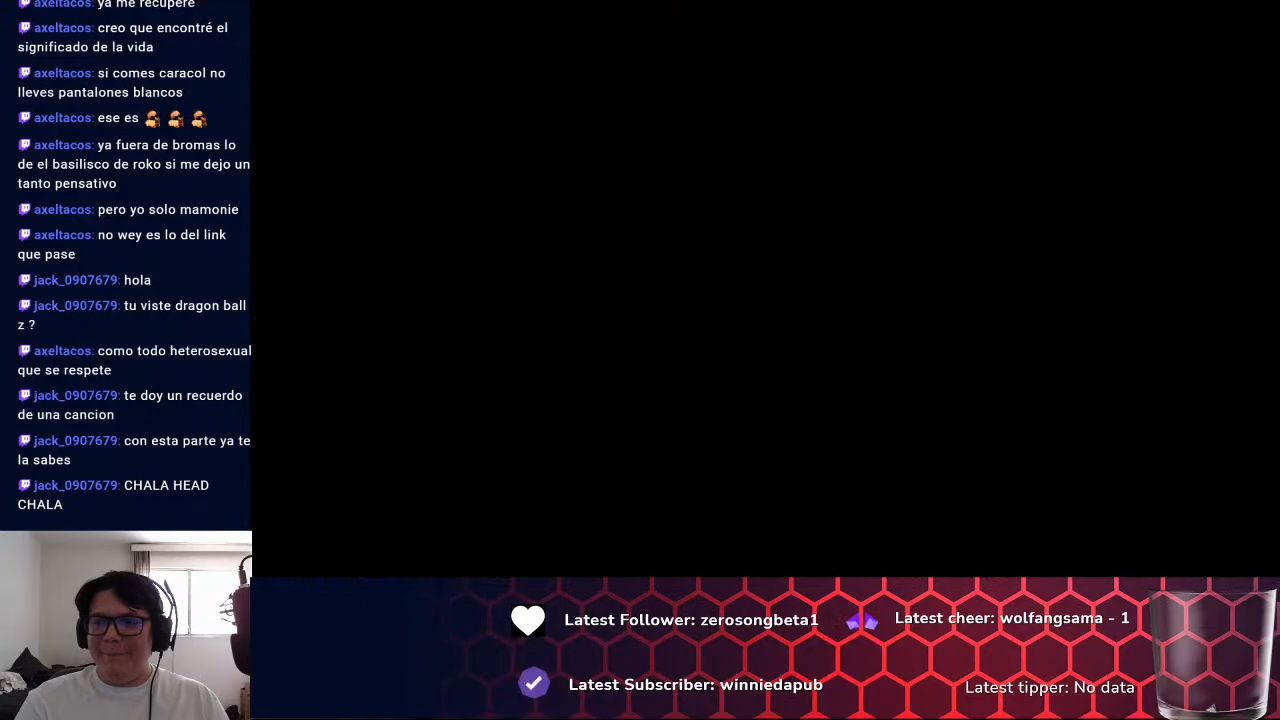 axeltacos: ya me recupere
axeltacos: creo que encontré el
significado de la vida
axeltacos: si comes caracol no
lleves pantalones blancos
axeltacos: ese es
axeltacos: ya fuera de bromas lo
de el basilisco de roko si me dejo un
tanto pensativo
axeltacos: pero yo solo mamonie
axeltacos: no wey es lo del link
que pase
jack_0907679: hola
jack_0907679: tu viste dragon ball
z ?
axeltacos: como todo heterosexual
que se respete
jack_0907679: te doy un recuerdo
de una cancion
jack_0907679: con esta parte ya te
la sabes
jack_0907679: CHALA HEAD
CHALA
Latest Follower: zerosongbeta1
Latest cheer: wolfangsama - 1
Latest Subscriber: winniedapub
Latest tipper: No data